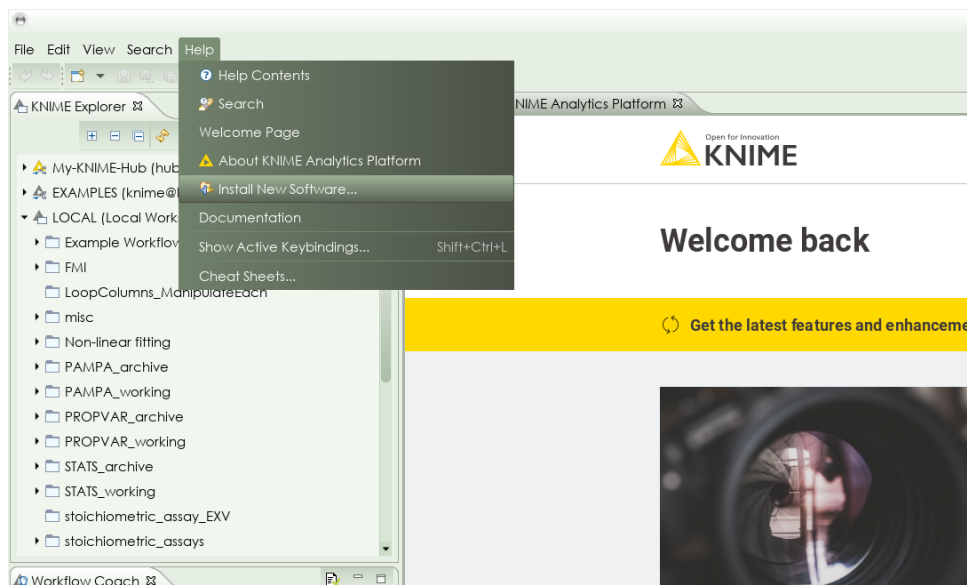 File Edit View Search Help
Help Contents
Search
Welcome Page
About KNIME Analytics Platform
Install New Software...
Documentation
Show Active Keybindings... Shift+Ctrl+L
Cheat Sheets...
KNIME Explorer
My-KNIME-Hub (hub
EXAMPLES (knime@
LOCAL (Local Work
Example Workflow
FMI
LoopColumns_ManipulateEach
misc
Non-linear fitting
PAMPA_archive
PAMPA_working
PROPVAR_archive
PROPVAR_working
STATS_archive
STATS_working
stoichiometric_assay_EXV
stoichiometric_assays
Workflow Coach
NIME Analytics Platform
Open for Innovation
KNIME
Welcome back
Get the latest features and enhanceme